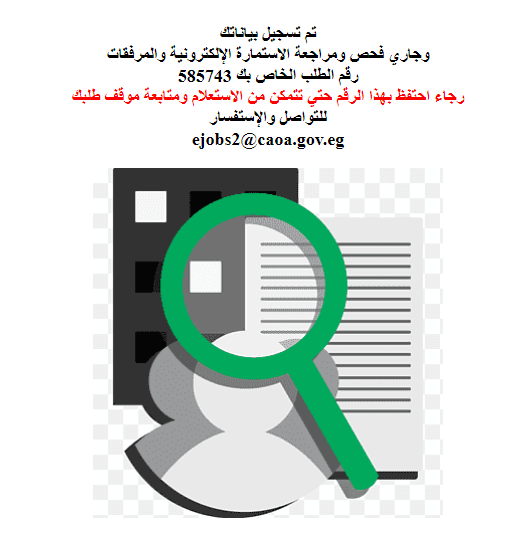 تم تسجيل بياناتك
وجاري فحص ومراجعة الاستمارة الإلكترونية والمرفقات
رقم الطلب الخاص بك 585743
رجاء احتفظ بهذا الرقم حتي تتمكن من الاستعلام ومتابعة موقف طلبك
للتواصل والإستفسار
ejobs2@caoa.gov.eg